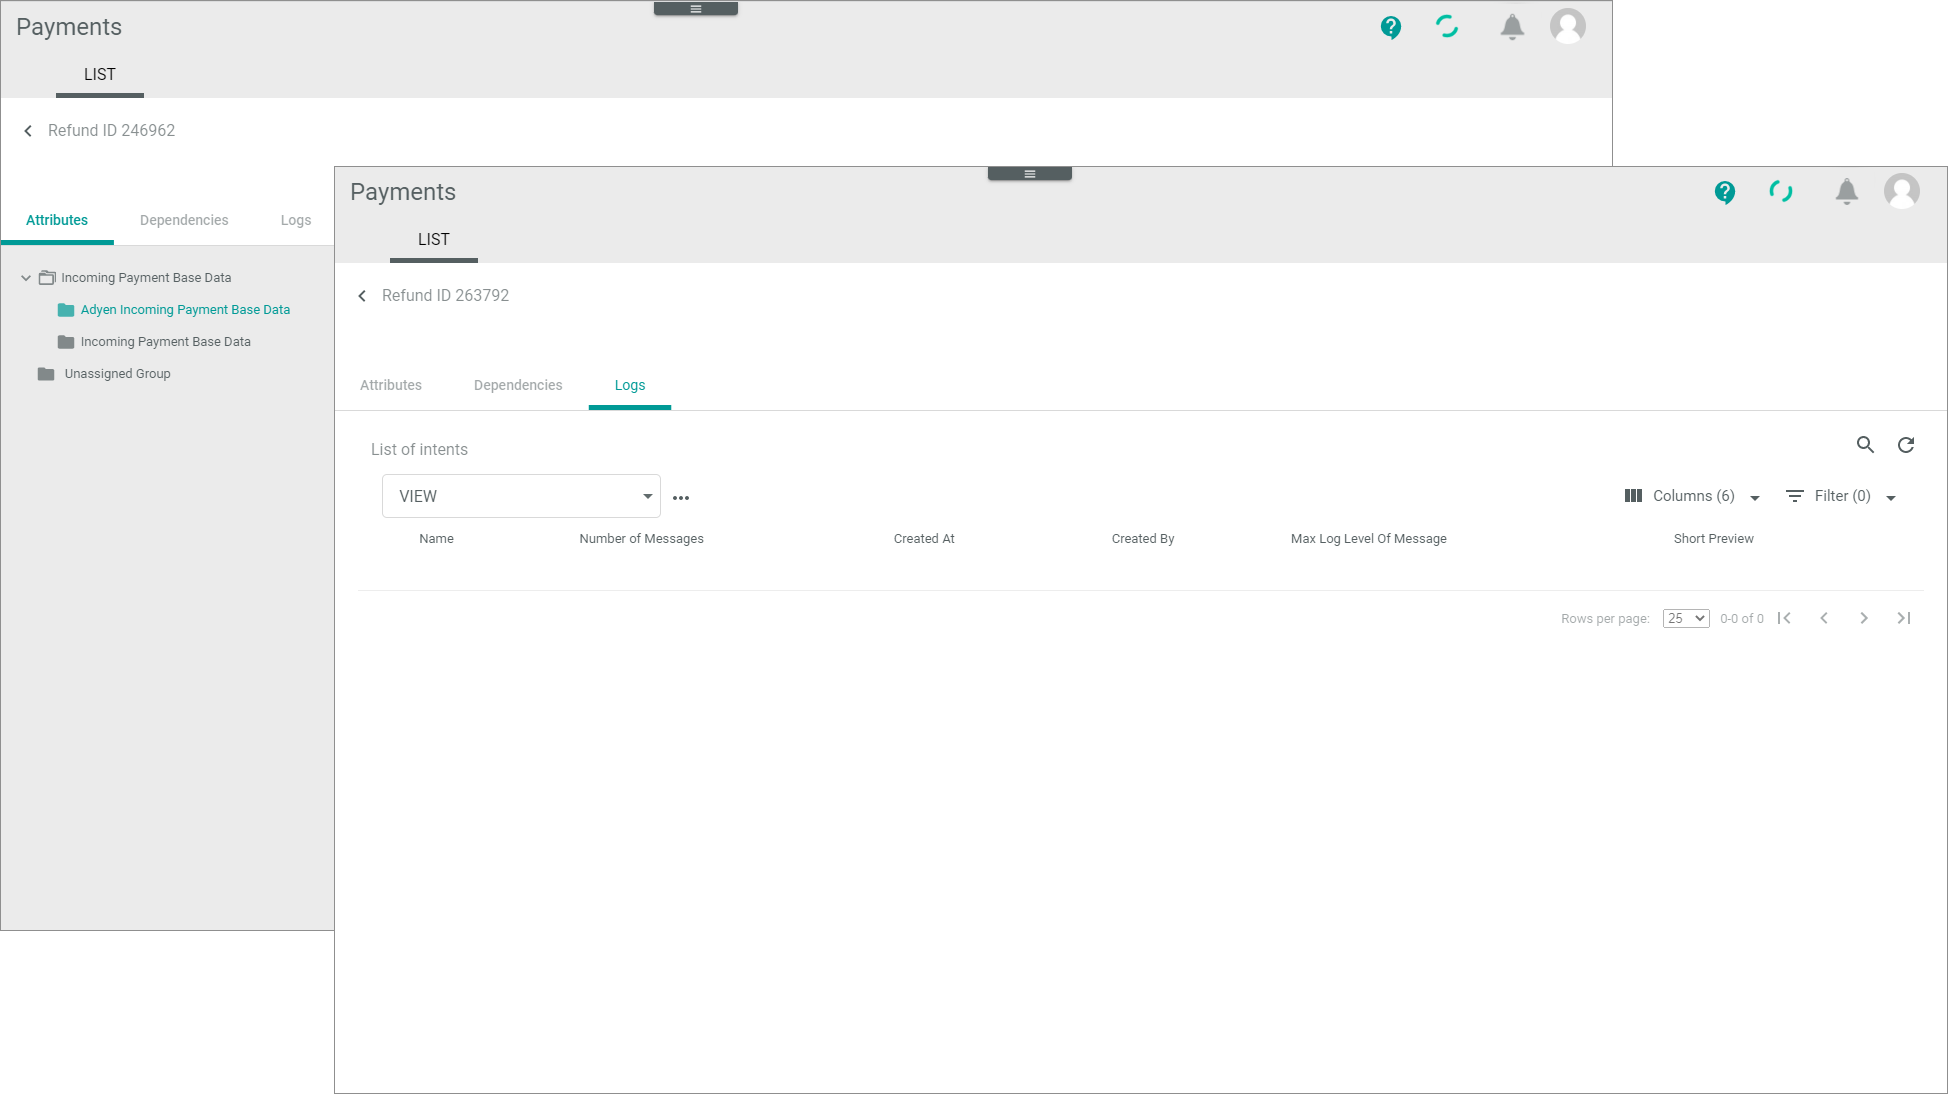 Payments
LIST
Refund ID 246962
Attributes Dependencies Logs
Incoming Payment Base Data
Adyen Incoming Payment Base Data
Incoming Payment Base Data
Unassigned Group
Payments
LIST
Refund ID 263792
Attributes Dependencies Logs
List of intents
VIEW
Columns (6) Filter (0)
Name Number of Messages Created At Created By Max Log Level Of Message Short Preview
Rows per page: 25 0-0 of 0